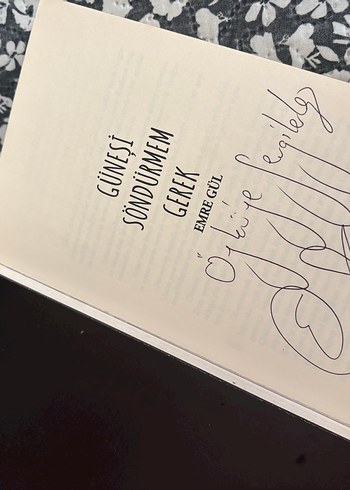 GÜNEŞİ
SÖNDÜRMEM
GEREK
EMRE GÜL
Öykü'ye Sevgilerle